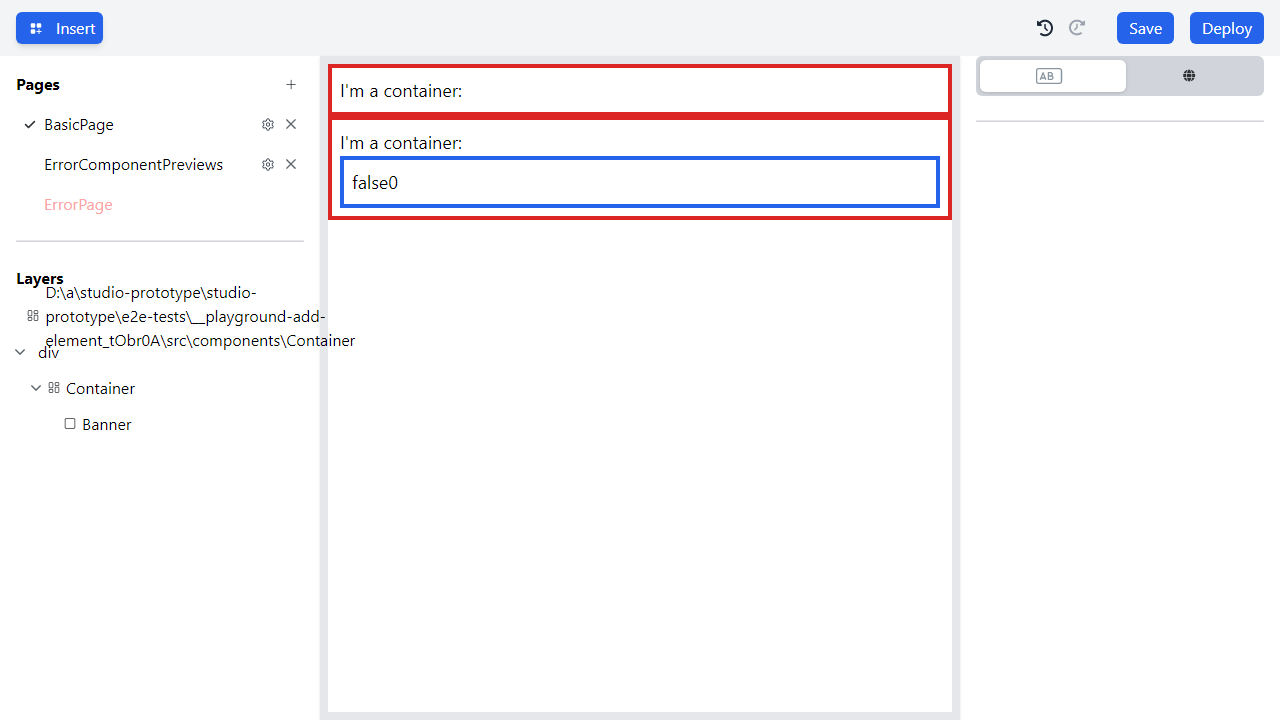 Insert
Save
Deploy
Pages
BasicPage
ErrorComponentPreviews
ErrorPage
Layers
D:\a\studio-prototype\studio-
prototype\e2e-tests\__playground-add-
element_tObr0A\src\components\Container
div
Container
Banner
I'm a container:
I'm a container:
false0
AB